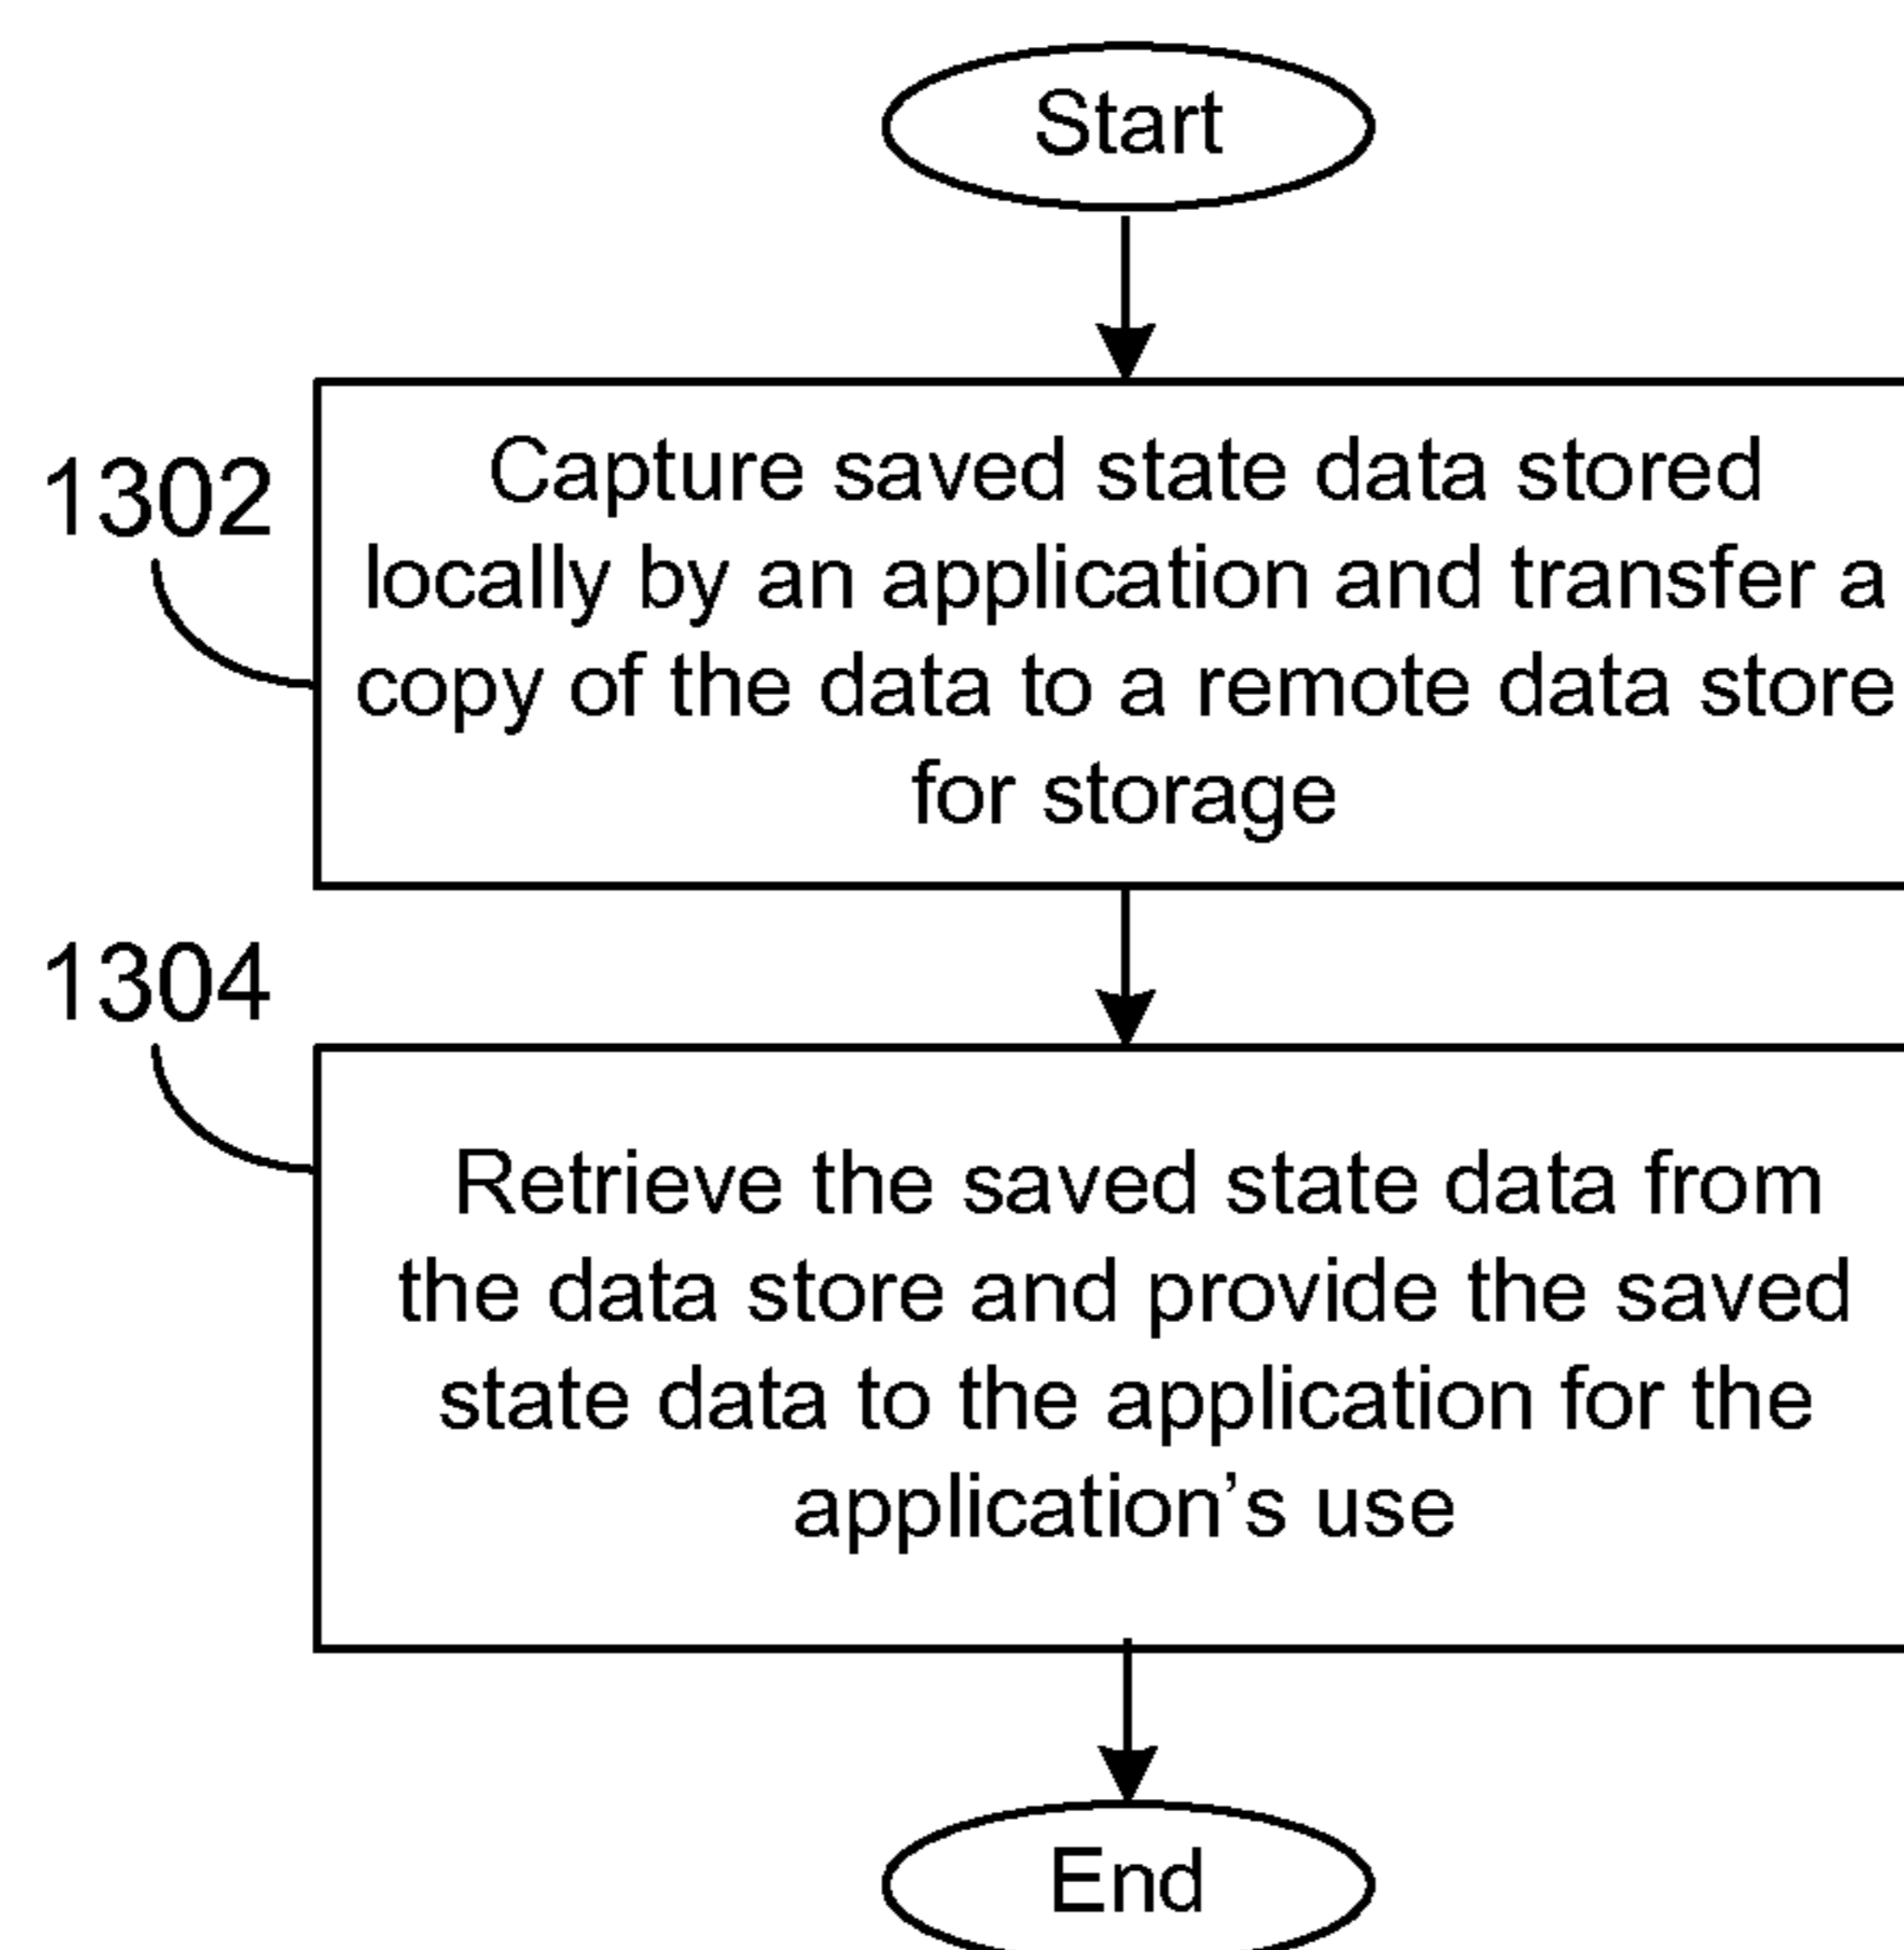 Start
1302
Capture saved state data stored
locally by an application and transfer a
copy of the data to a remote data store
for storage
1304
Retrieve the saved state data from
the data store and provide the saved
state data to the application for the
application’s use
End